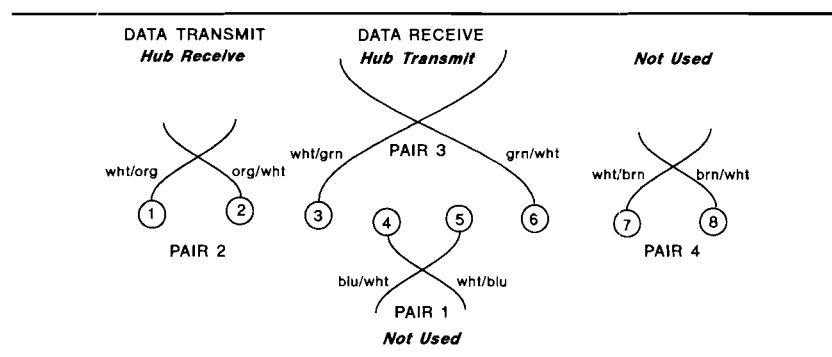 DATA TRANSMIT
Hub Receive
DATA RECEIVE
Hub Transmit
Not Used
wht/org
org/wht
1
2
PAIR 2
wht/grn
PAIR 3
grn/wht
3
4
5
6
blu/wht
wht/blu
PAIR 1
Not Used
wht/brn
brn/wht
7
8
PAIR 4